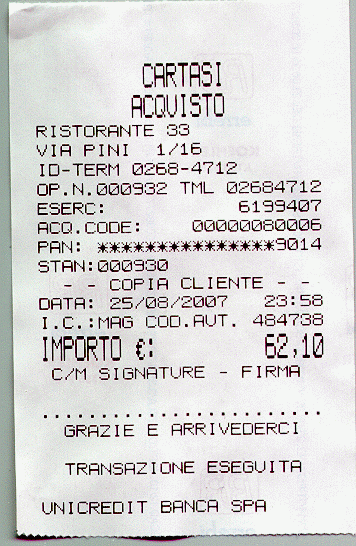 CARTASI
ACQUISTO
RISTORANTE 33
VIA PINI 1/16
ID-TERM 0268-4712
OP.N.000932 TML 02684712
ESERC: 6199407
ACQ.CODE: 00000080006
PAN: ***************9014
STAN:000930
- - COPIA CLIENTE - -
DATA: 25/08/2007 23:58
I.C.:MAG COD.AUT. 484738
IMPORTO €: 62,10
C/M SIGNATURE - FIRMA
........................
GRAZIE E ARRIVEDERCI
TRANSAZIONE ESEGUITA
UNICREDIT BANCA SPA